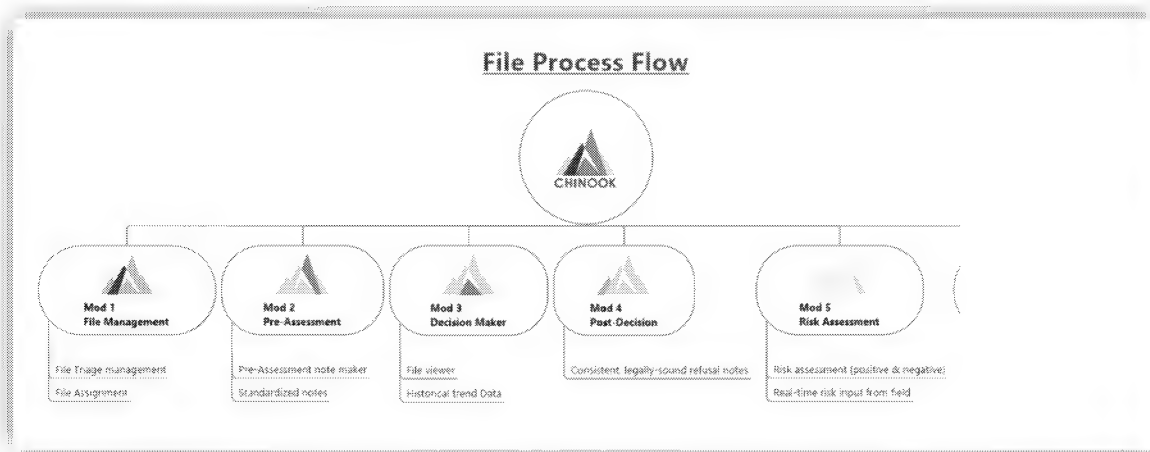 File Process Flow
CHINOOK
Mod 1
File Management
Mod 2
Pre-Assessment
Mod 3
Decision Maker
Mod 4
Post-Decision
Mod 5
Risk Assessment
File Triage management
File Assignment
Pre-Assessment note maker
Standardized notes
File viewer
Historical trend Data
Consistent, legally-sound refusal notes
Risk assessment (positive & negative)
Real-time risk input from field